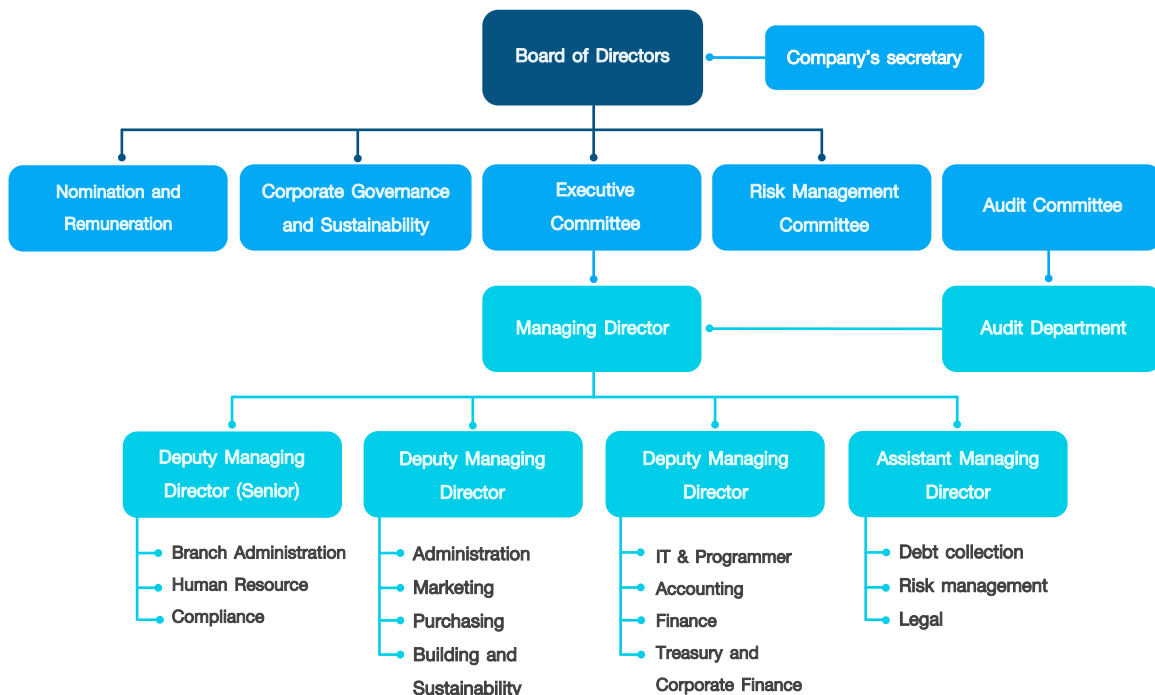 Board of Directors
Company's secretary
Nomination and
Remuneration
Corporate Governance
and Sustainability
Executive
Committee
Risk Management
Committee
Audit Committee
Managing Director
Audit Department
Deputy Managing
Director (Senior)
Branch Administration
Human Resource
Compliance
Deputy Managing
Director
Administration
Marketing
Purchasing
Building and
Sustainability
Deputy Managing
Director
IT & Programmer
Accounting
Finance
Treasury and
Corporate Finance
Assistant Managing
Director
Debt collection
Risk management
Legal